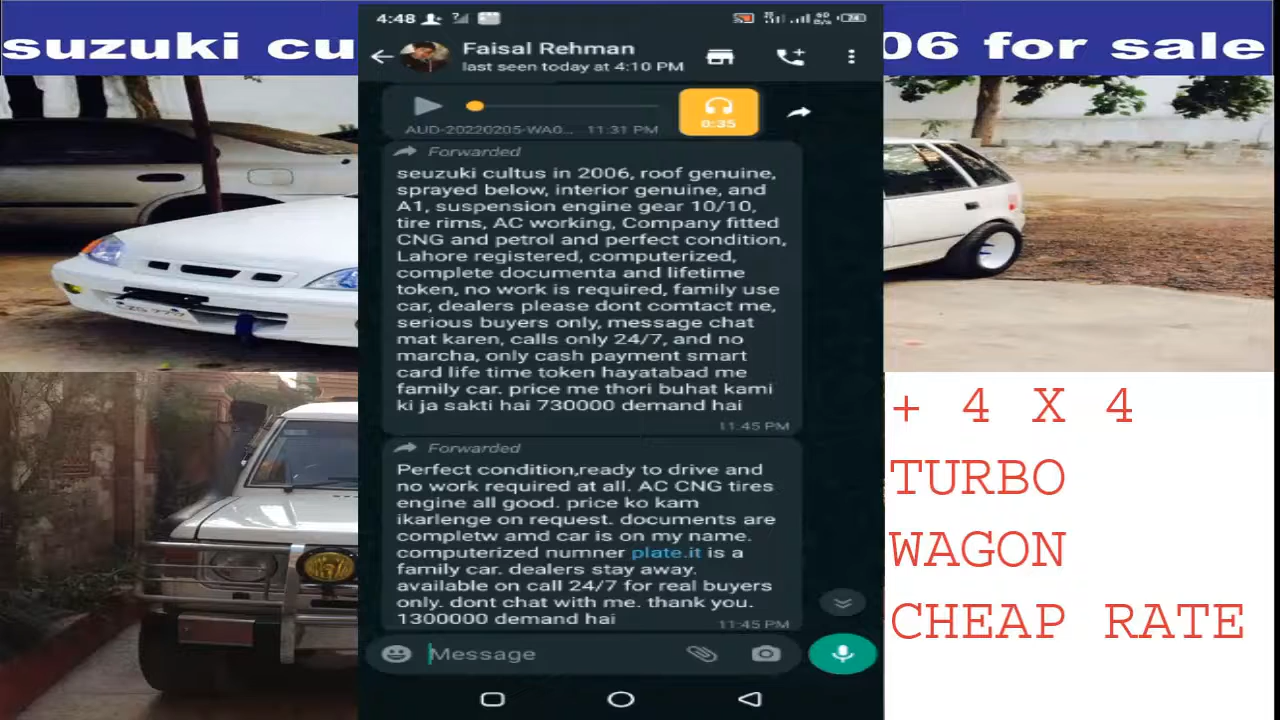 suzuki cu
06 for sale
4:48
Faisal Rehman
last seen today at 4:10 PM
0:35
AUD-20220205-WA0... 11:31 PM
Forwarded
seuzuki cultus in 2006, roof genuine,
sprayed below, interior genuine, and
A1, suspension engine gear 10/10,
tire rims, AC working, Company fitted
CNG and petrol and perfect condition,
Lahore registered, computerized,
complete documenta and lifetime
token, no work is required, family use
car, dealers please dont comtact me,
serious buyers only, message chat
mat karen, calls only 24/7, and no
marcha, only cash payment smart
card life time token hayatabad me
family car. price me thori buhat kami
ki ja sakti hai 730000 demand hai
11:45 PM
Forwarded
Perfect condition,ready to drive and
no work required at all. AC CNG tires
engine all good. price ko kam
ikarlenge on request. documents are
completw amd car is on my name.
computerized numner plate.it is a
family car. dealers stay away.
available on call 24/7 for real buyers
only. dont chat with me. thank you.
1300000 demand hai
11:45 PM
Message
+ 4 X 4
TURBO
WAGON
CHEAP RATE